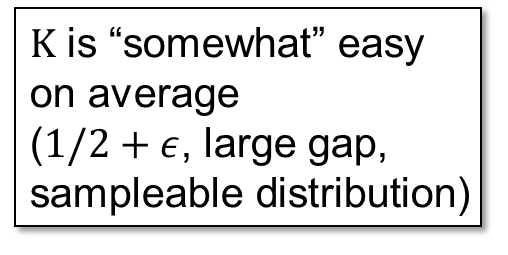 K is “somewhat” easy
on average
(1/2 + ϵ, large gap,
sampleable distribution)